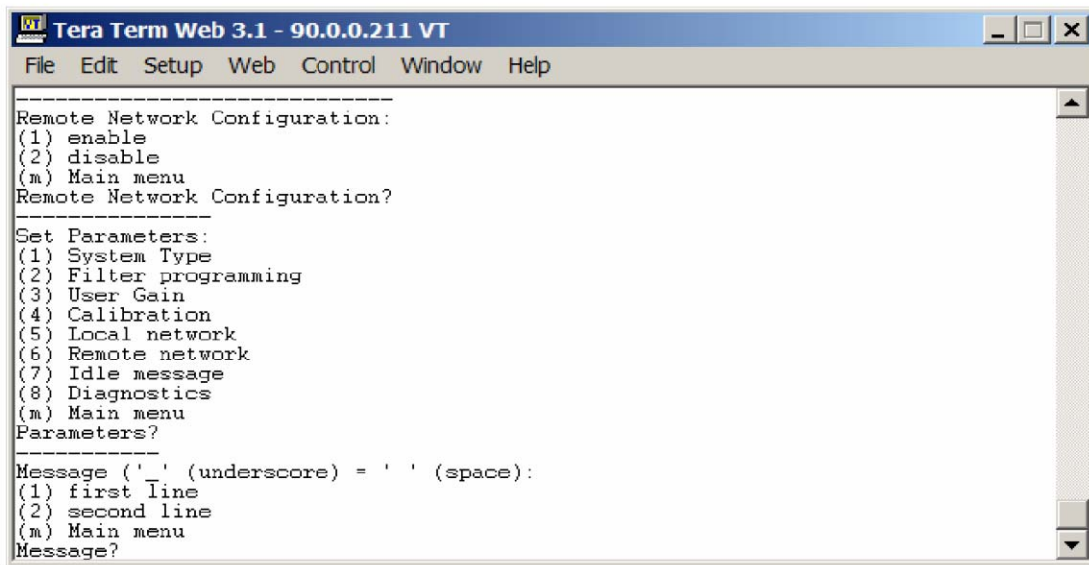 Tera Term Web 3.1 - 90.0.0.211 VT
File Edit Setup Web Control Window Help
-----------------------------
Remote Network Configuration:
(1) enable
(2) disable
(m) Main menu
Remote Network Configuration?
---------------
Set Parameters:
(1) System Type
(2) Filter programming
(3) User Gain
(4) Calibration
(5) Local network
(6) Remote network
(7) Idle message
(8) Diagnostics
(m) Main menu
Parameters?
-----------
Message ('_' (underscore) = ' ' (space):
(1) first line
(2) second line
(m) Main menu
Message?